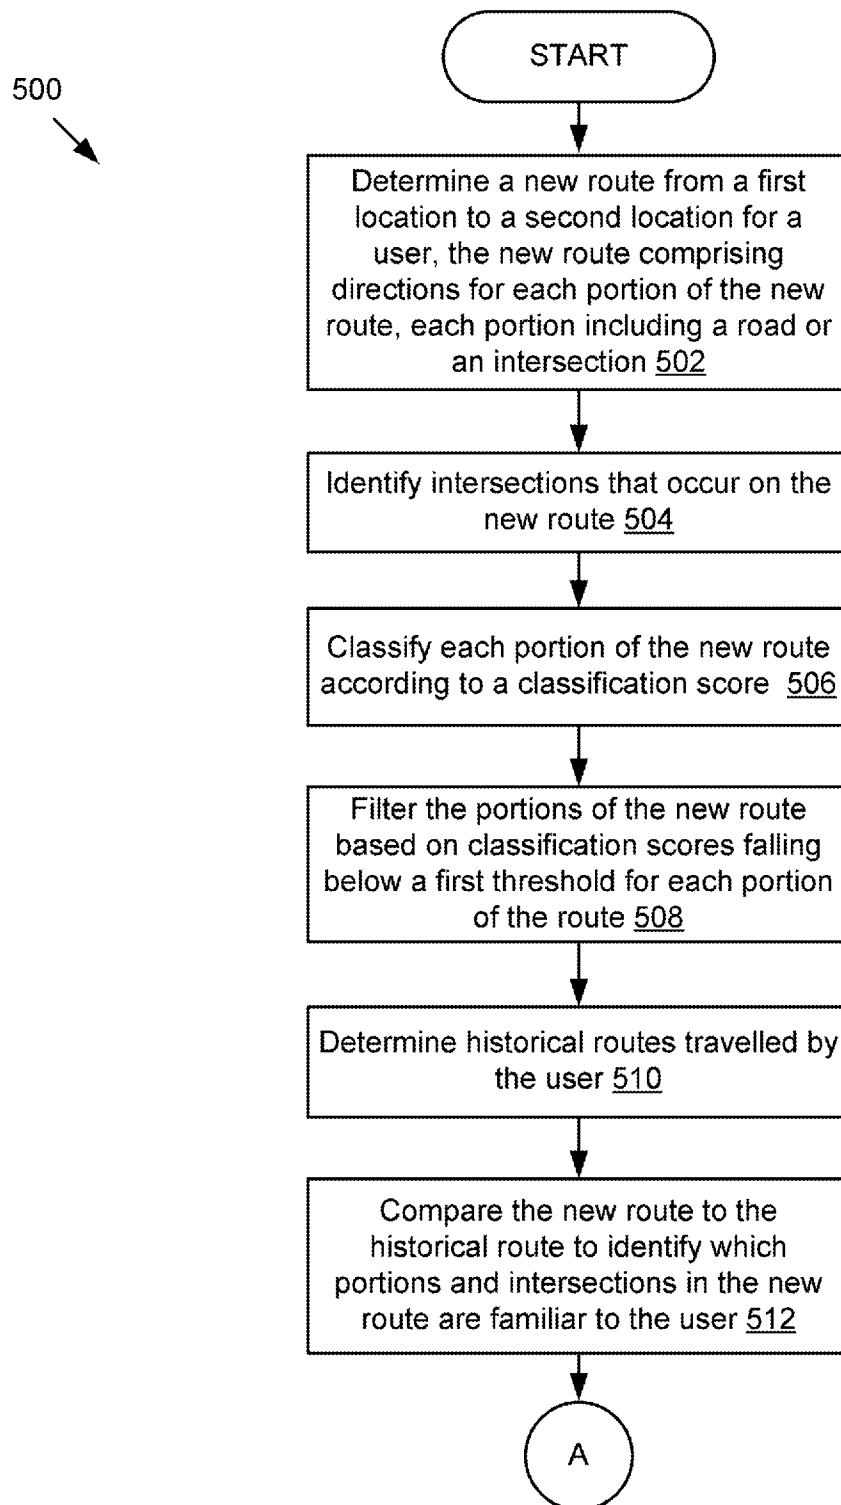 START
500
Determine a new route from a first
location to a second location for a
user, the new route comprising
directions for each portion of the new
route, each portion including a road or
an intersection 502
Identify intersections that occur on the
new route 504
Classify each portion of the new route
according to a classification score 506
Filter the portions of the new route
based on classification scores falling
below a first threshold for each portion
of the route 508
Determine historical routes travelled by
the user 510
Compare the new route to the
historical route to identify which
portions and intersections in the new
route are familiar to the user 512
A